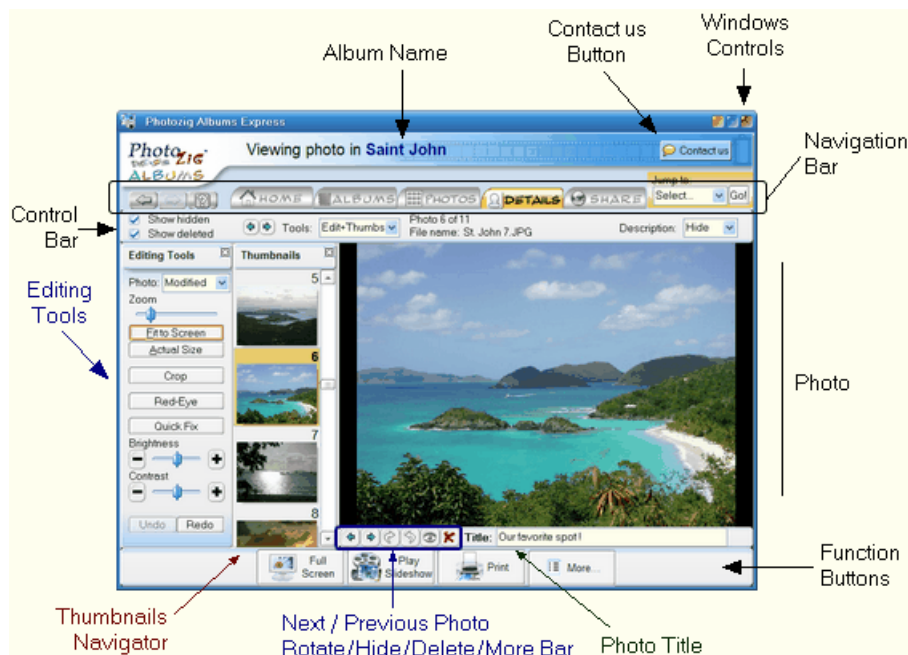 Contact us
Button
Windows
Controls
Album Name
Photozig Albums Express
Photo Zig
ALBUMS
Viewing photo in Saint John
Contact us
Navigation
Bar
Jump to:
HOME ALBUMS PHOTOS DETAILS SHARE Select... Go!
Control
Bar
Show hidden
Show deleted
Tools: Edit+Thumbs
Photo 6 of 11
File name: St. John 7.JPG
Description: Hide
Editing Tools
Thumbnails
Editing
Tools
Photo: Modified
Zoom
Fit to Screen
Actual Size
Crop
Red-Eye
Quick Fix
Brightness
Contrast
Undo Redo
5
6
7
8
Photo
Title: Our favorite spot!
Full
Screen
Play
Slideshow
Print
More...
Function
Buttons
Thumbnails
Navigator
Next / Previous Photo
Rotate/Hide/Delete/More Bar
Photo Title